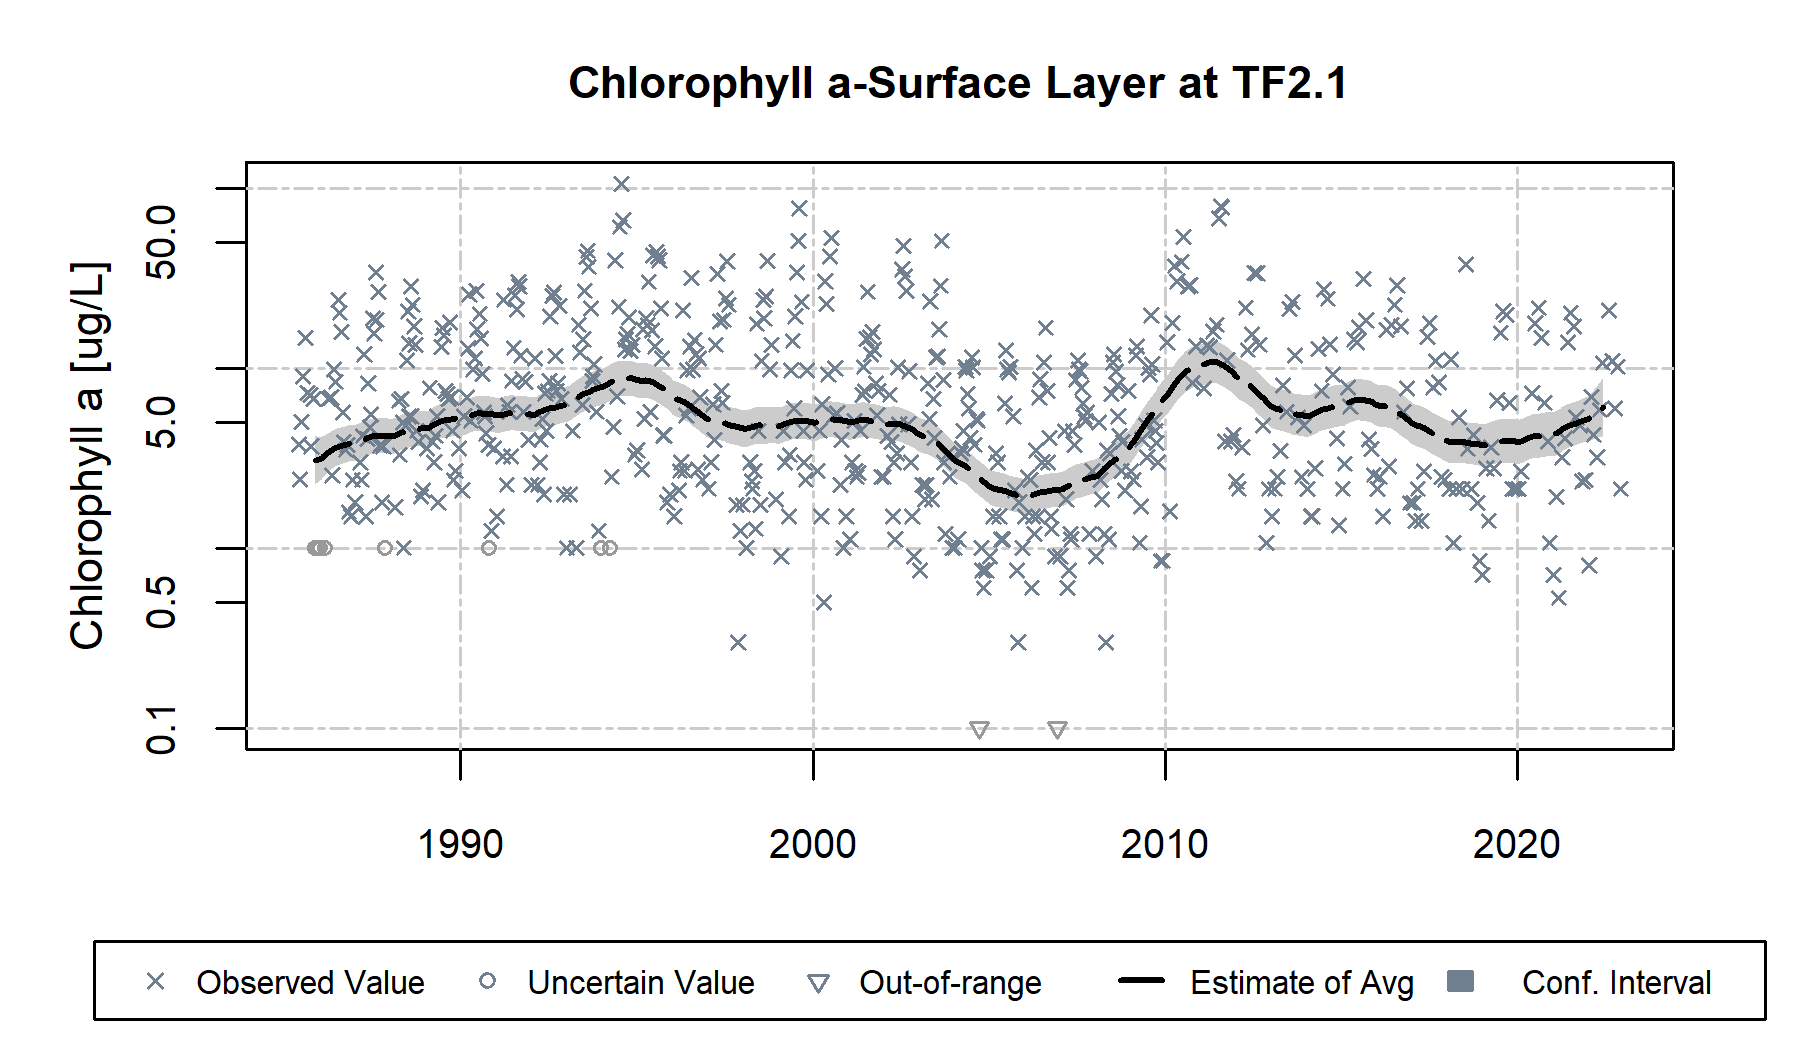 Chlorophyll a-Surface Layer at TF2.1
Chlorophyll a [ug/L]
50.0
5.0
0.5
0.1
1990
2000
2010
2020
Observed Value
Uncertain Value
Out-of-range
Estimate of Avg
Conf. Interval